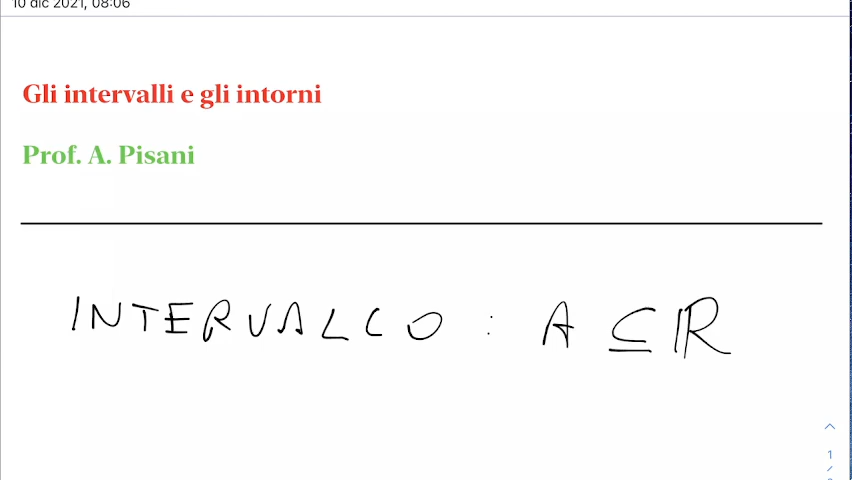 10 dic 2021, 08:06
Gli intervalli e gli intorni
Prof. A. Pisani
INTERVALLO : A ⊆ ℝ
1
/